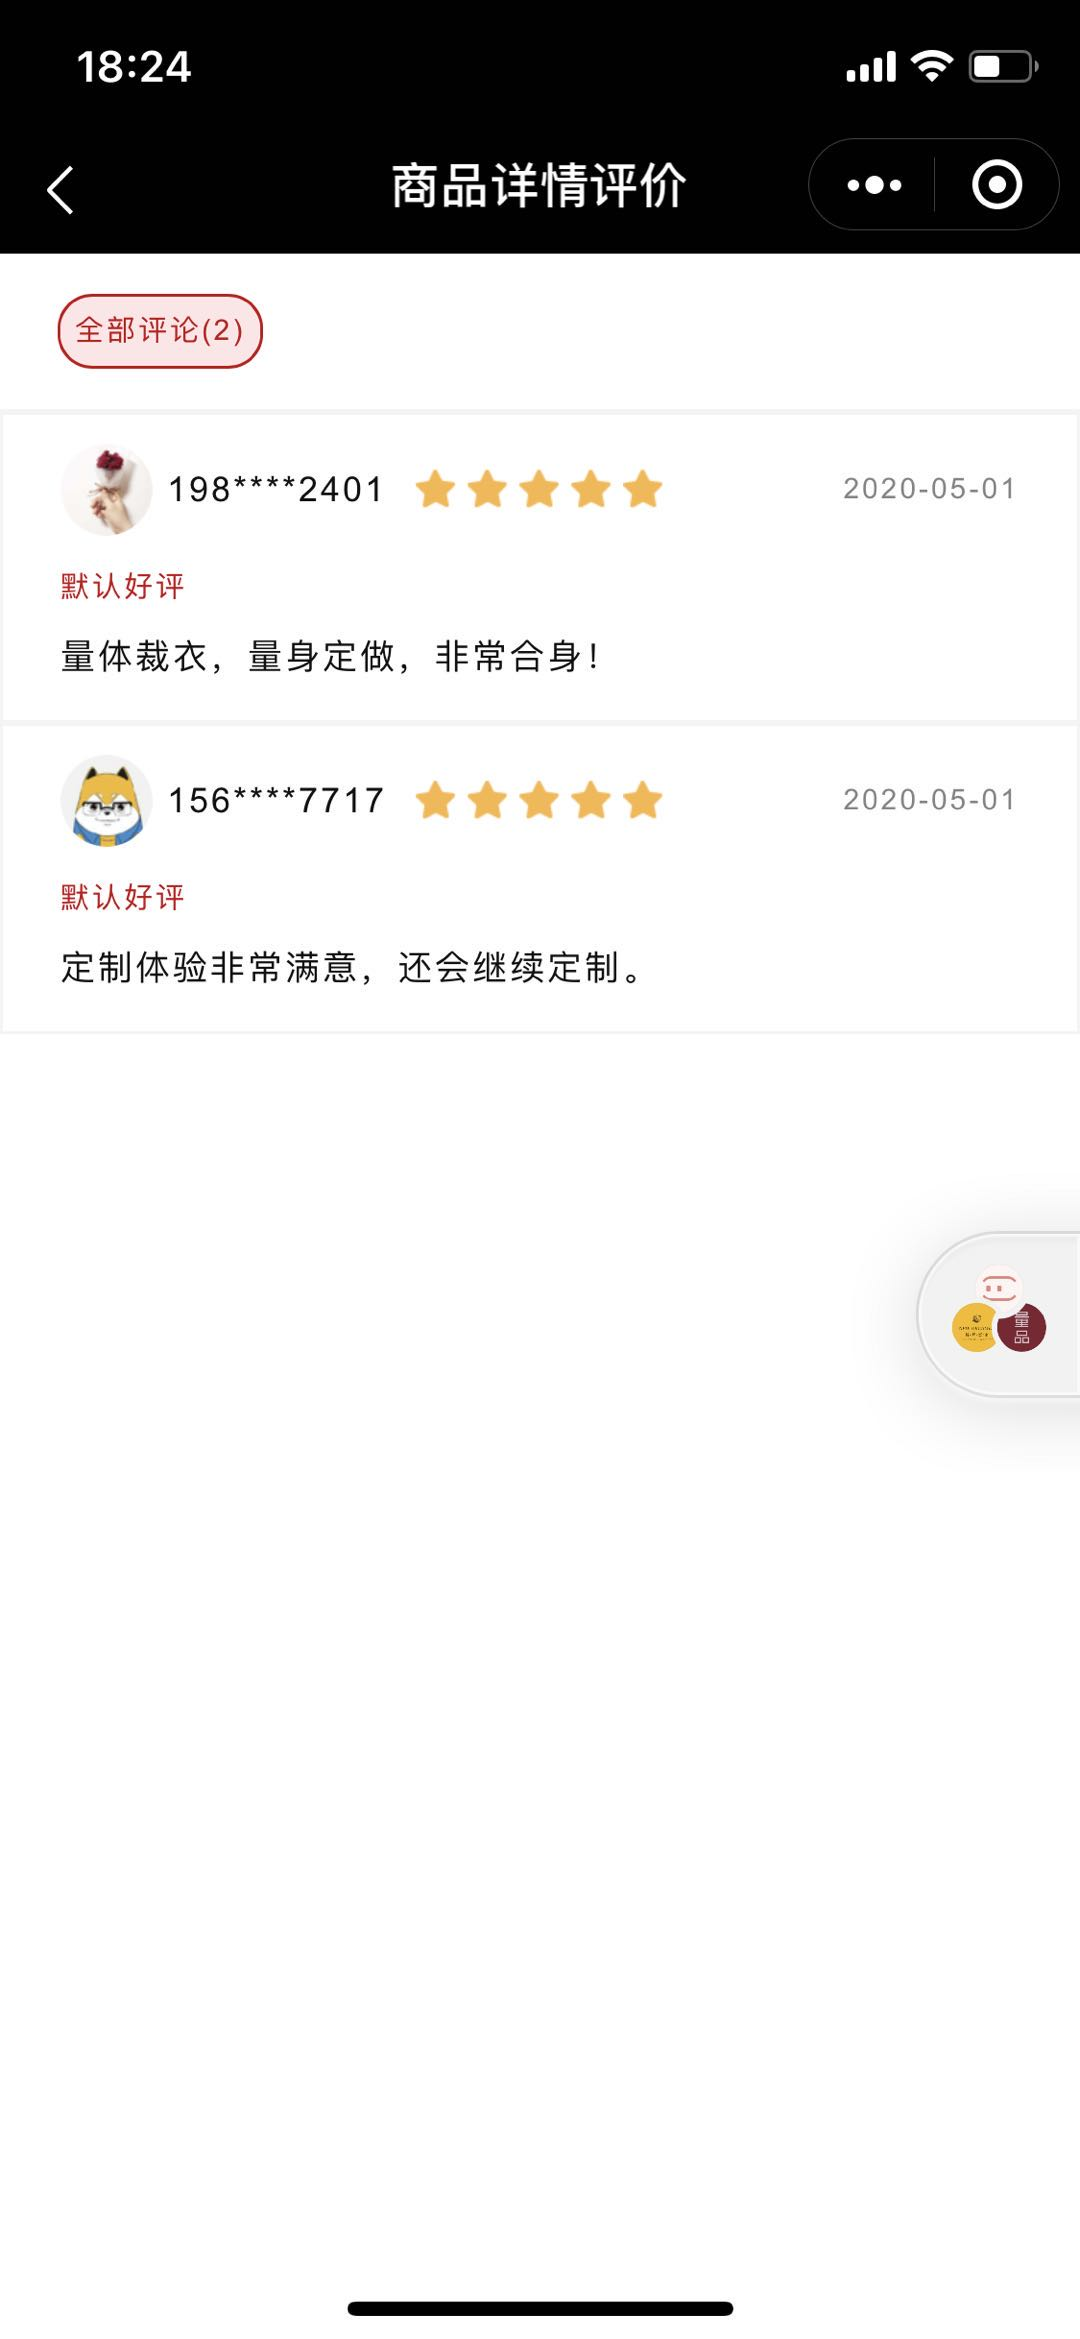 18:24
商品详情评价
全部评论(2)
198****2401
2020-05-01
默认好评
量体裁衣，量身定做，非常合身！
156****7717
2020-05-01
默认好评
定制体验非常满意，还会继续定制。
量品